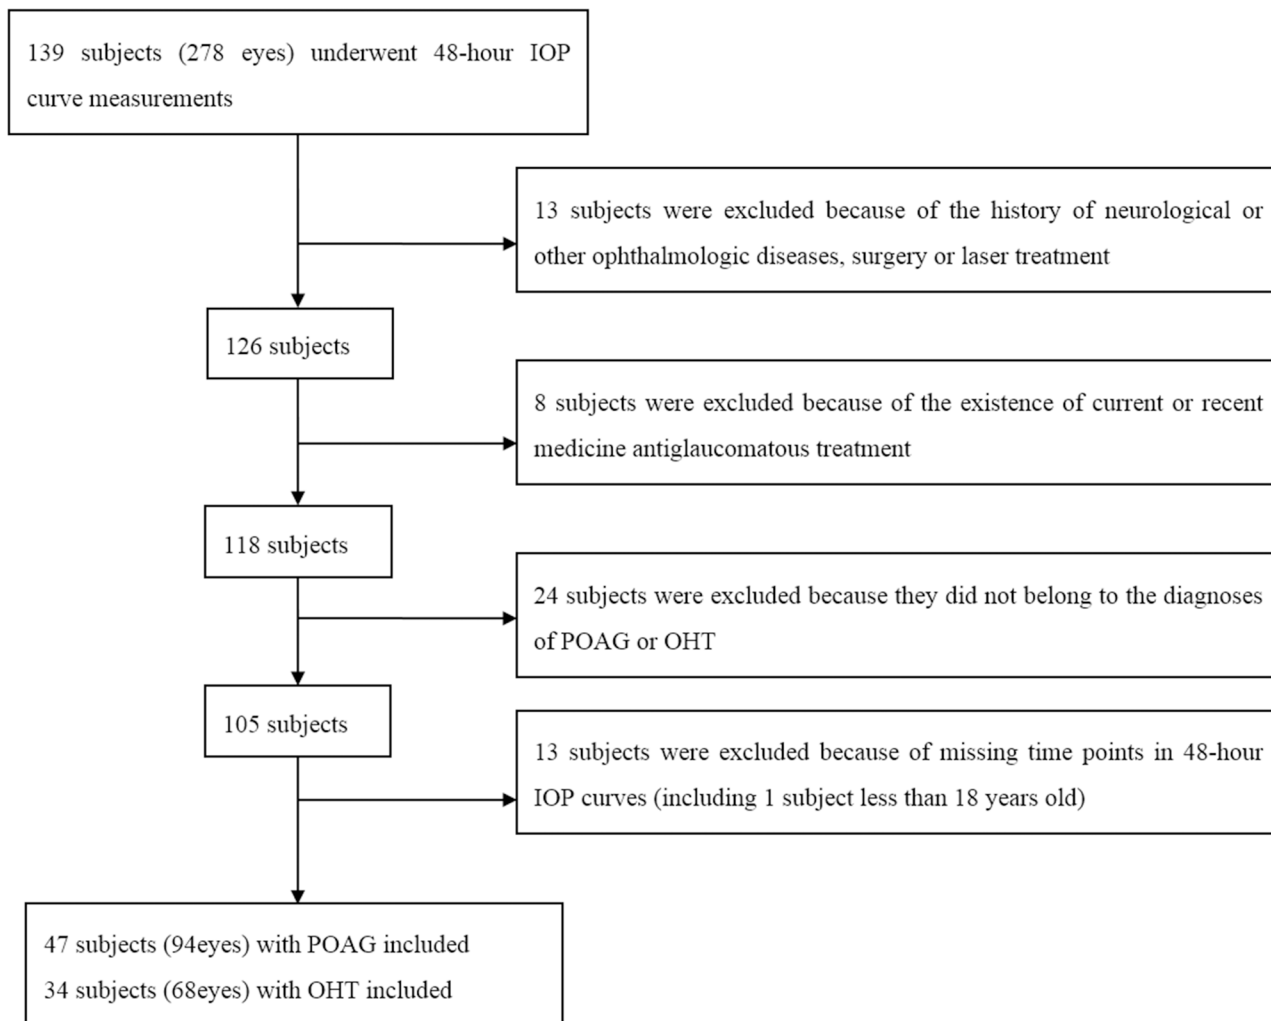 139 subjects (278 eyes) underwent 48-hour IOP
curve measurements
13 subjects were excluded because of the history of neurological or
other ophthalmologic diseases, surgery or laser treatment
126 subjects
8 subjects were excluded because of the existence of current or recent
medicine antiglaucomatous treatment
118 subjects
24 subjects were excluded because they did not belong to the diagnoses
of POAG or OHT
105 subjects
13 subjects were excluded because of missing time points in 48-hour
IOP curves (including 1 subject less than 18 years old)
47 subjects (94eyes) with POAG included
34 subjects (68eyes) with OHT included